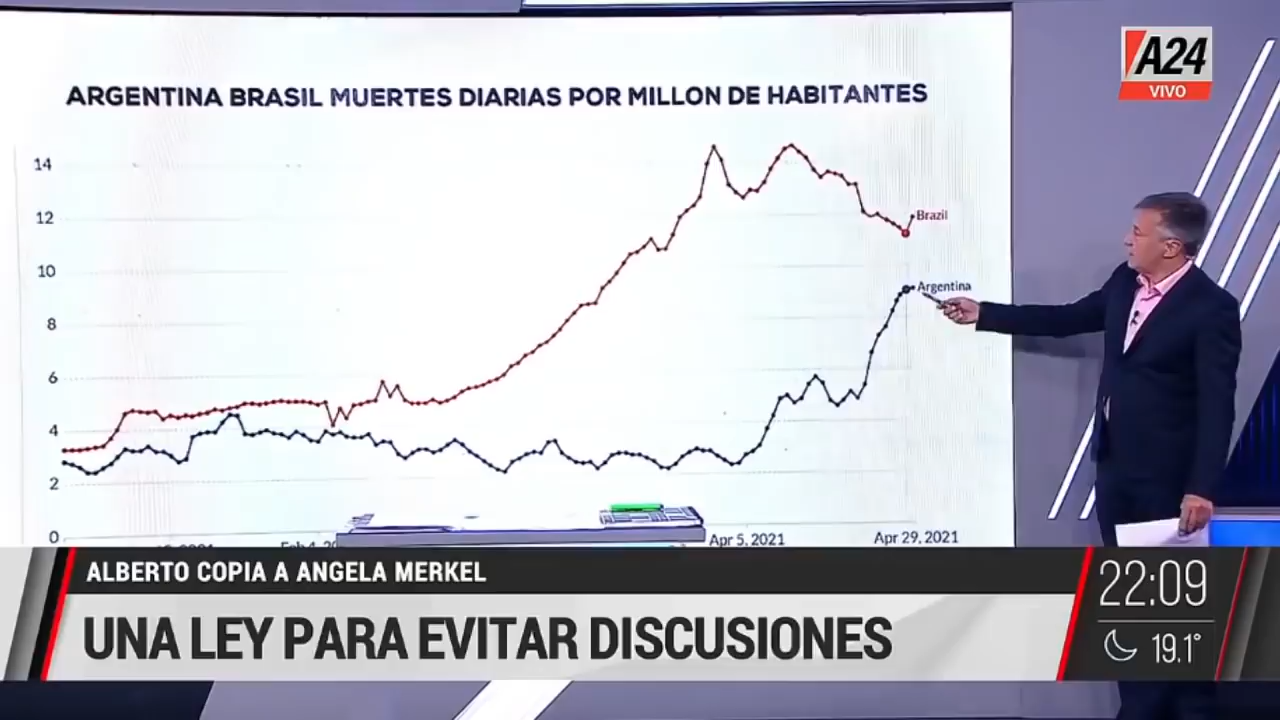 ARGENTINA BRASIL MUERTES DIARIAS POR MILLON DE HABITANTES
A24
VIVO
14
12
10
8
6
4
2
0
Brazil
Argentina
Apr 5, 2021
Apr 29, 2021
ALBERTO COPIA A ANGELA MERKEL
UNA LEY PARA EVITAR DISCUSIONES
22:09
19.1°